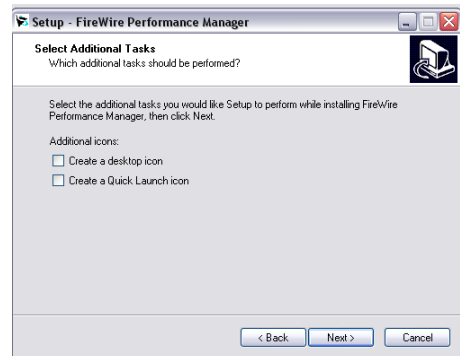 Setup - FireWire Performance Manager
Select Additional Tasks
Which additional tasks should be performed?
Select the additional tasks you would like Setup to perform while installing FireWire
Performance Manager, then click Next.
Additional icons:
Create a desktop icon
Create a Quick Launch icon
< Back Next > Cancel